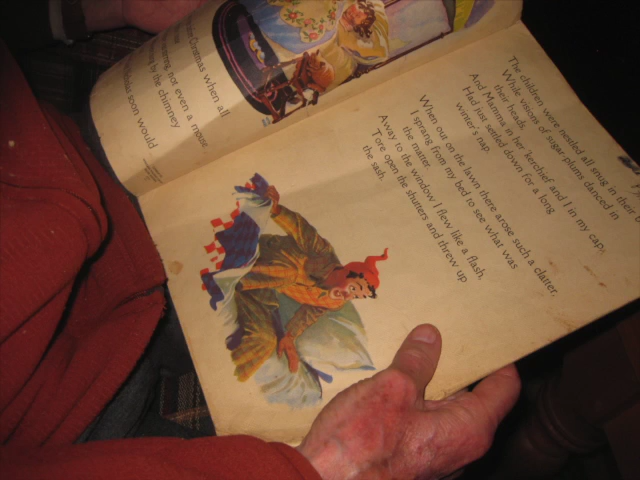 before Christmas when all
stirring, not even a mouse
by the chimney
Nicholas soon would
The children were nestled all snug in their
While visions of sugar-plums danced in
their heads.
And Mamma in her kerchief and I in my cap,
Had just settled down for a long
winter's nap.
When out on the lawn there arose such a clatter,
I sprang from my bed to see what was
the matter.
Away to the window I flew like a flash,
Tore open the shutters and threw up
the sash.